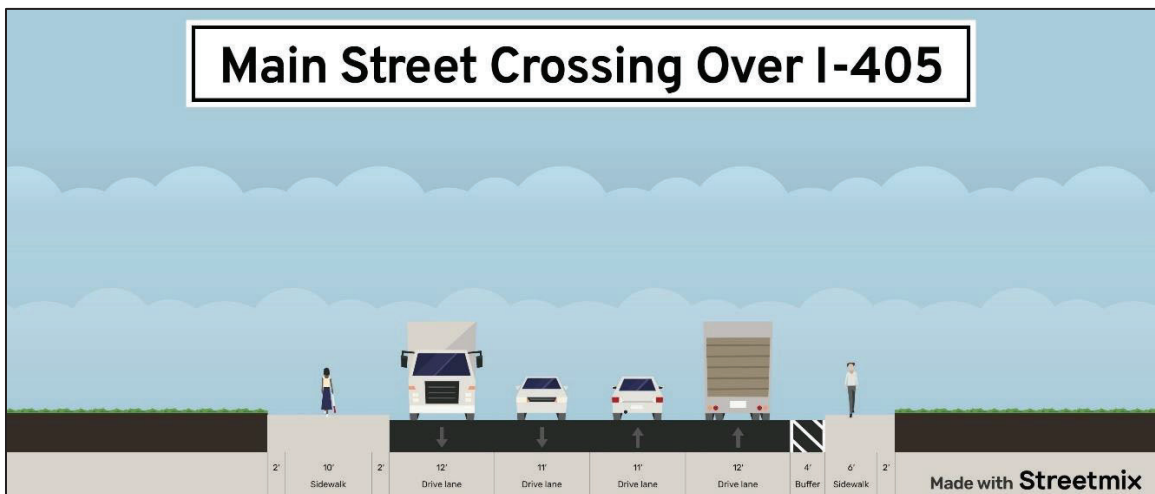 Main Street Crossing Over I-405
2' 10' 2' 12' 11' 11' 12' 4' 6' 2'
Sidewalk Drive lane Drive lane Drive lane Drive lane Buffer Sidewalk
Made with Streetmix